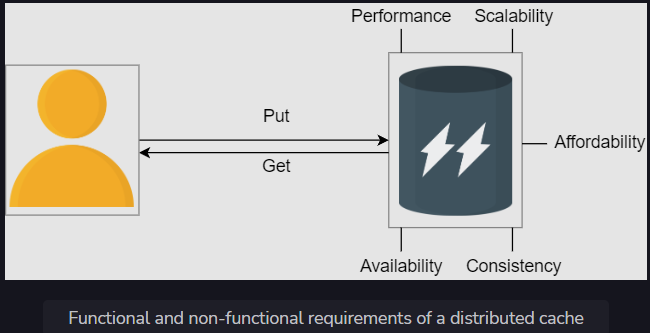 Performance Scalability
Put
Affordability
Get
Availability Consistency
Functional and non-functional requirements of a distributed cache